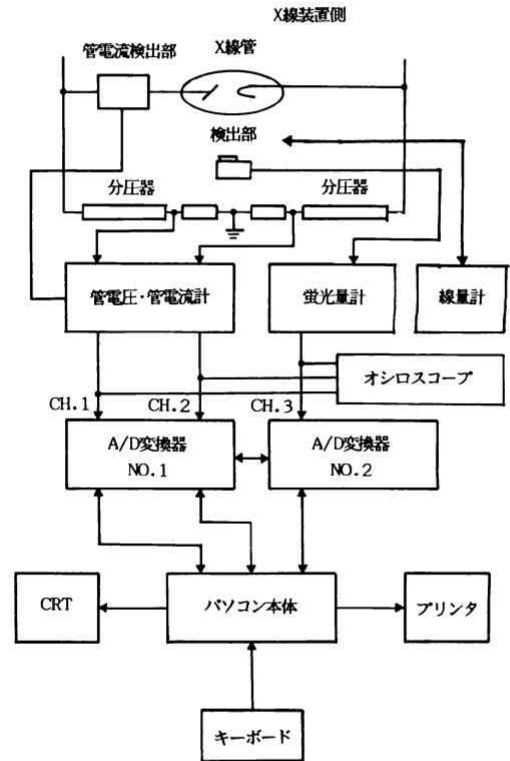 X線装置側
管電流検出部
X線管
検出部
分圧器
分圧器
管電圧・管電流計
蛍光量計
線量計
オシロスコープ
CH.1
CH.2
CH.3
A/D変換器
NO.1
A/D変換器
NO.2
CRT
パソコン本体
プリンタ
キーボード